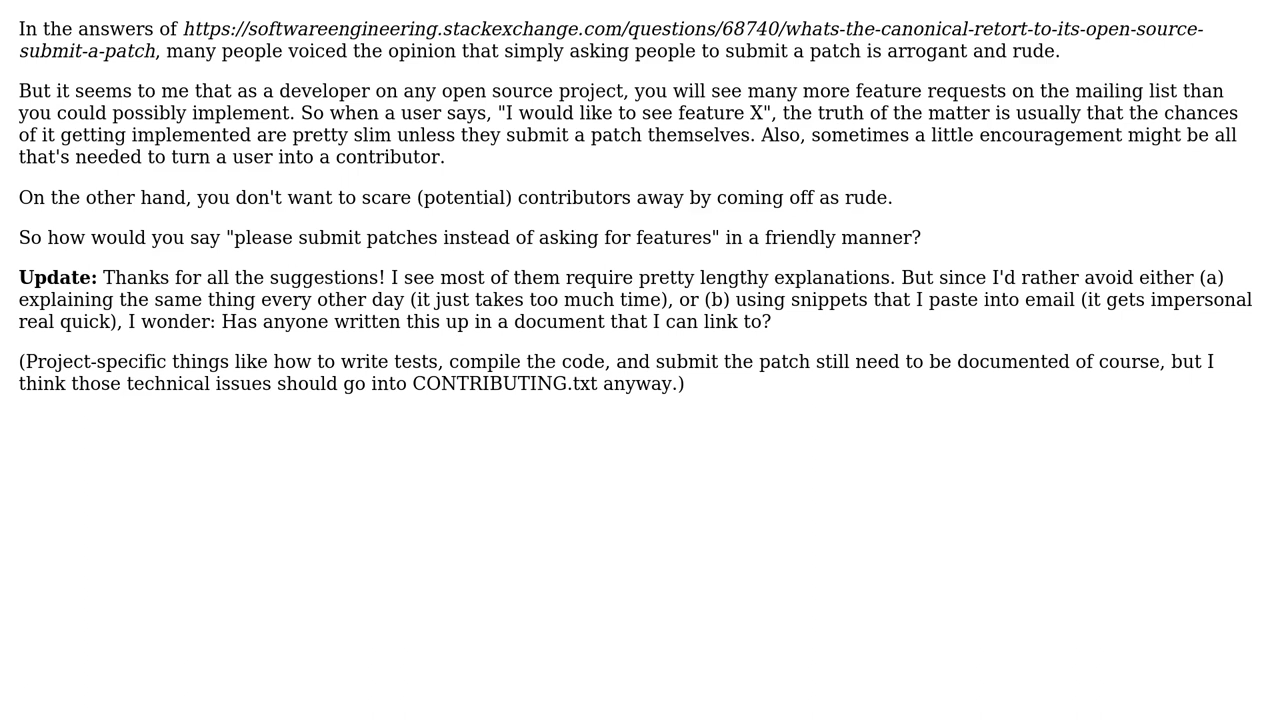 In the answers of https://softwareengineering.stackexchange.com/questions/68740/whats-the-canonical-retort-to-its-open-source-
submit-a-patch, many people voiced the opinion that simply asking people to submit a patch is arrogant and rude.
But it seems to me that as a developer on any open source project, you will see many more feature requests on the mailing list than
you could possibly implement. So when a user says, "I would like to see feature X", the truth of the matter is usually that the chances
of it getting implemented are pretty slim unless they submit a patch themselves. Also, sometimes a little encouragement might be all
that's needed to turn a user into a contributor.
On the other hand, you don't want to scare (potential) contributors away by coming off as rude.
So how would you say "please submit patches instead of asking for features" in a friendly manner?
Update: Thanks for all the suggestions! I see most of them require pretty lengthy explanations. But since I'd rather avoid either (a)
explaining the same thing every other day (it just takes too much time), or (b) using snippets that I paste into email (it gets impersonal
real quick), I wonder: Has anyone written this up in a document that I can link to?
(Project-specific things like how to write tests, compile the code, and submit the patch still need to be documented of course, but I
think those technical issues should go into CONTRIBUTING.txt anyway.)